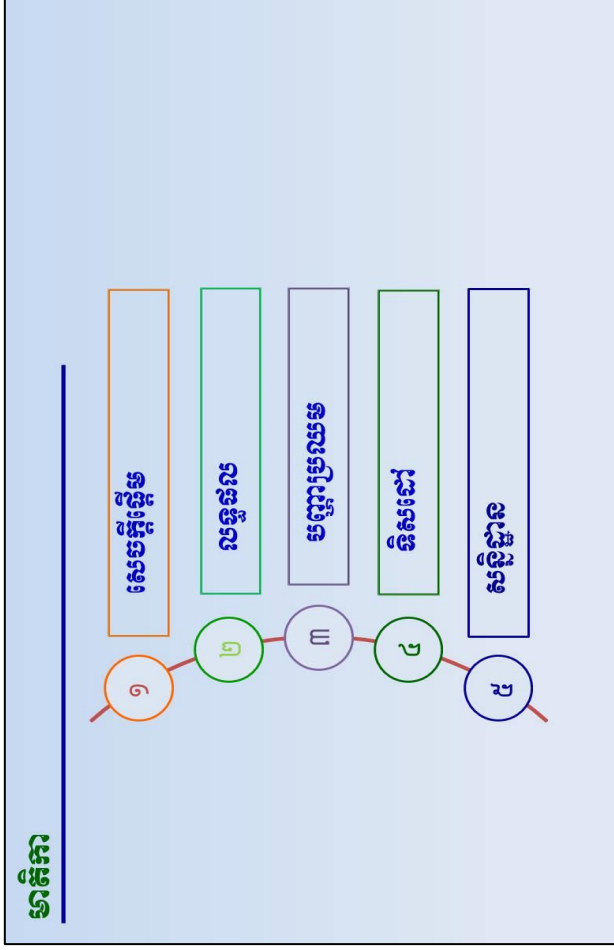 មាតិកា
១
សេចក្តីផ្តើម
២
លទ្ធផល
៣
បញ្ហាប្រឈម
៤
ទិសដៅ
៥
សន្និដ្ឋាន